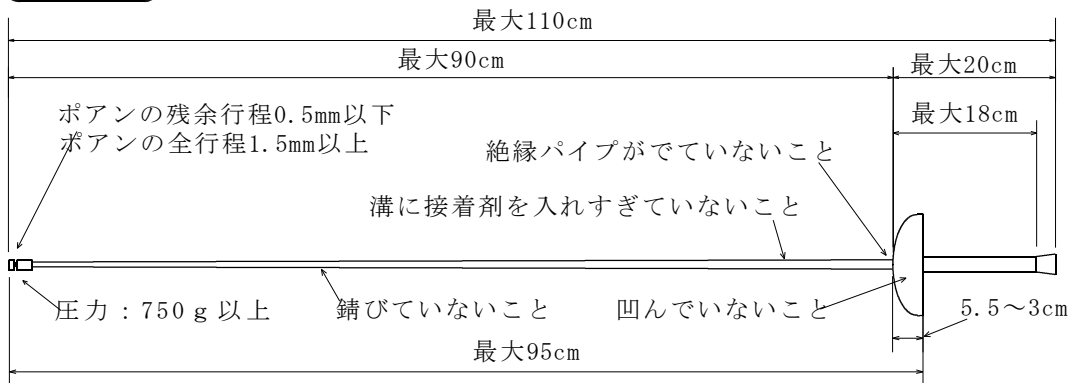 最大110cm
最大90cm
最大20cm
ポアンの残余行程0.5mm以下
ポアンの全行程1.5mm以上
最大18cm
絶縁パイプがでていないこと
溝に接着剤を入れすぎていないこと
圧力：750ｇ以上
錆びていないこと
凹んでいないこと
5.5～3cm
最大95cm